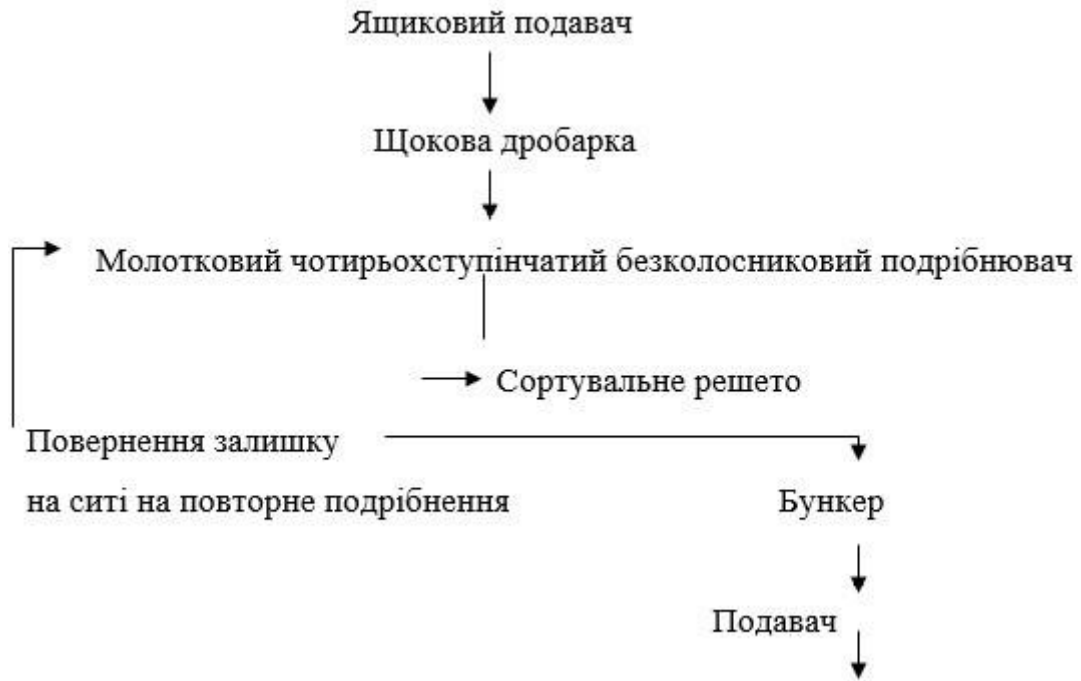 Ящиковий подавач
Щокова дробарка
Молотковий чотирьохступінчатий безколосниковий подрібнювач
Сортувальне решето
Повернення залишку
на ситі на повторне подрібнення
Бункер
Подавач